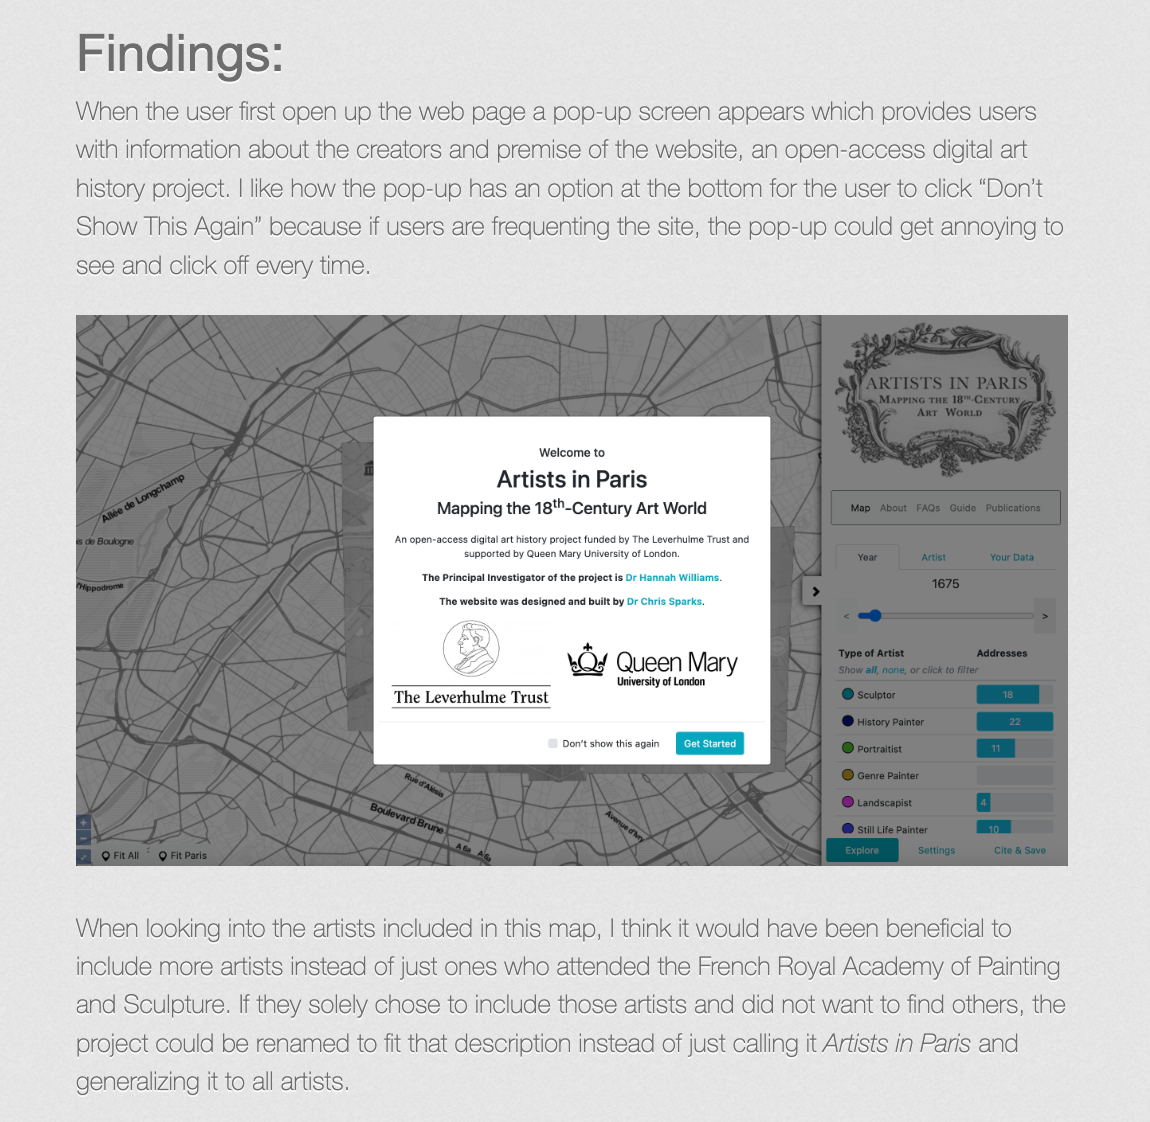 Findings:
When the user first open up the web page a pop-up screen appears which provides users
with information about the creators and premise of the website, an open-access digital art
history project. I like how the pop-up has an option at the bottom for the user to click “Don’t
Show This Again” because if users are frequenting the site, the pop-up could get annoying to
see and click off every time.
ARTISTS IN PARIS
MAPPING THE 18TH-CENTURY
ART WORLD
Allée de Longchamp
is de Boulogne
l'Hippodrome
Welcome to
Artists in Paris
Mapping the 18th-Century Art World
An open-access digital art history project funded by The Leverhulme Trust and
supported by Queen Mary University of London.
The Principal Investigator of the project is Dr Hannah Williams.
The website was designed and built by Dr Chris Sparks.
The Leverhulme Trust
Queen Mary
University of London
Don't show this again
Get Started
Map About FAQs Guide Publications
Year Artist Your Data
1675
< >
Type of Artist Addresses
Show all, none, or click to filter
Sculptor 18
History Painter 22
Portraitist 11
Genre Painter
Landscapist 4
Still Life Painter 10
Explore Settings Cite & Save
Rue d'Alésia
Boulevard Brune
A 6a A 6a
Avenue d'Ivry
+
−
Fit All Fit Paris
When looking into the artists included in this map, I think it would have been beneficial to
include more artists instead of just ones who attended the French Royal Academy of Painting
and Sculpture. If they solely chose to include those artists and did not want to find others, the
project could be renamed to fit that description instead of just calling it Artists in Paris and
generalizing it to all artists.